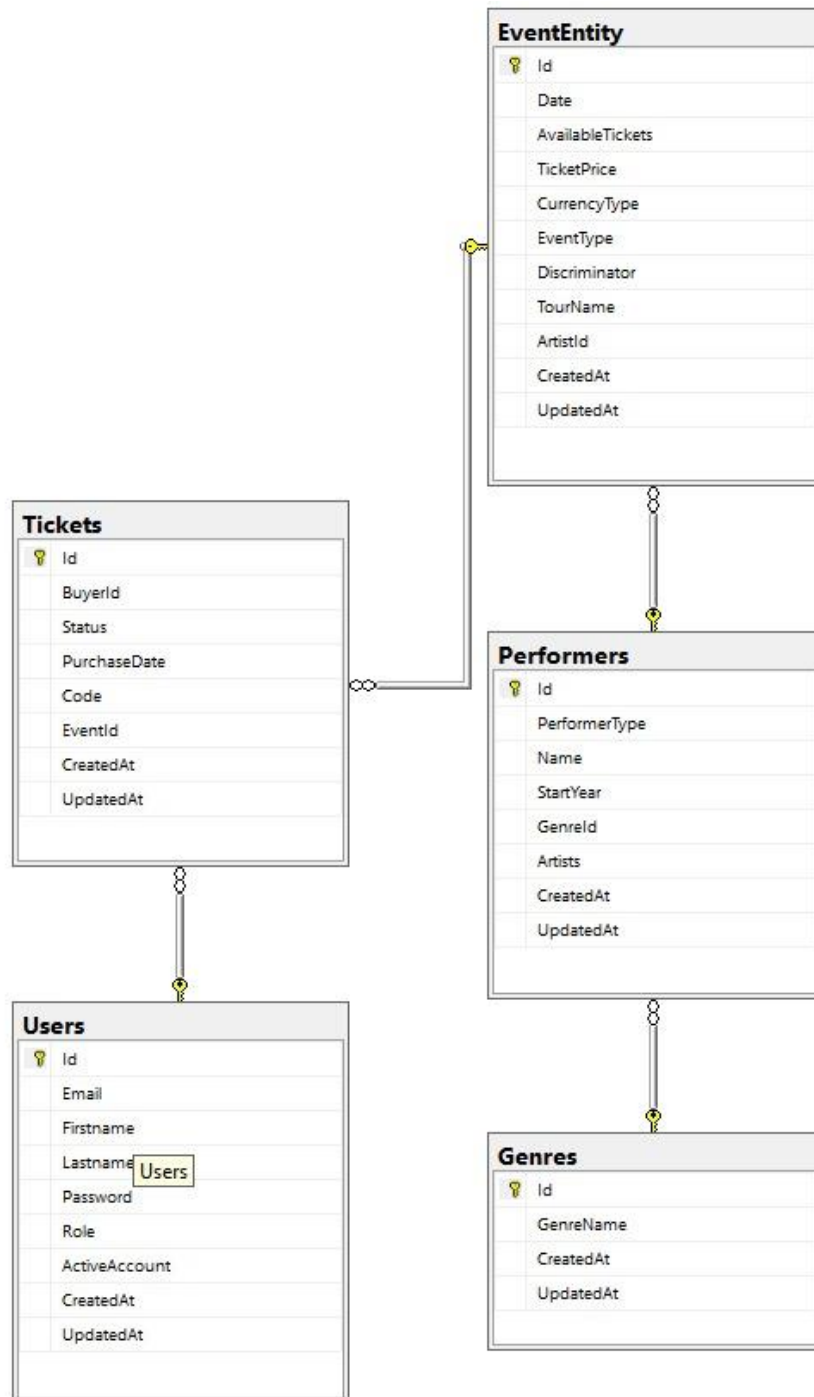 EventEntity
Id
Date
AvailableTickets
TicketPrice
CurrencyType
EventType
Discriminator
TourName
ArtistId
CreatedAt
UpdatedAt
Tickets
Id
BuyerId
Status
PurchaseDate
Code
EventId
CreatedAt
UpdatedAt
Performers
Id
PerformerType
Name
StartYear
GenreId
Artists
CreatedAt
UpdatedAt
Users
Id
Email
Firstname
Lastname
Users
Password
Role
ActiveAccount
CreatedAt
UpdatedAt
Genres
Id
GenreName
CreatedAt
UpdatedAt